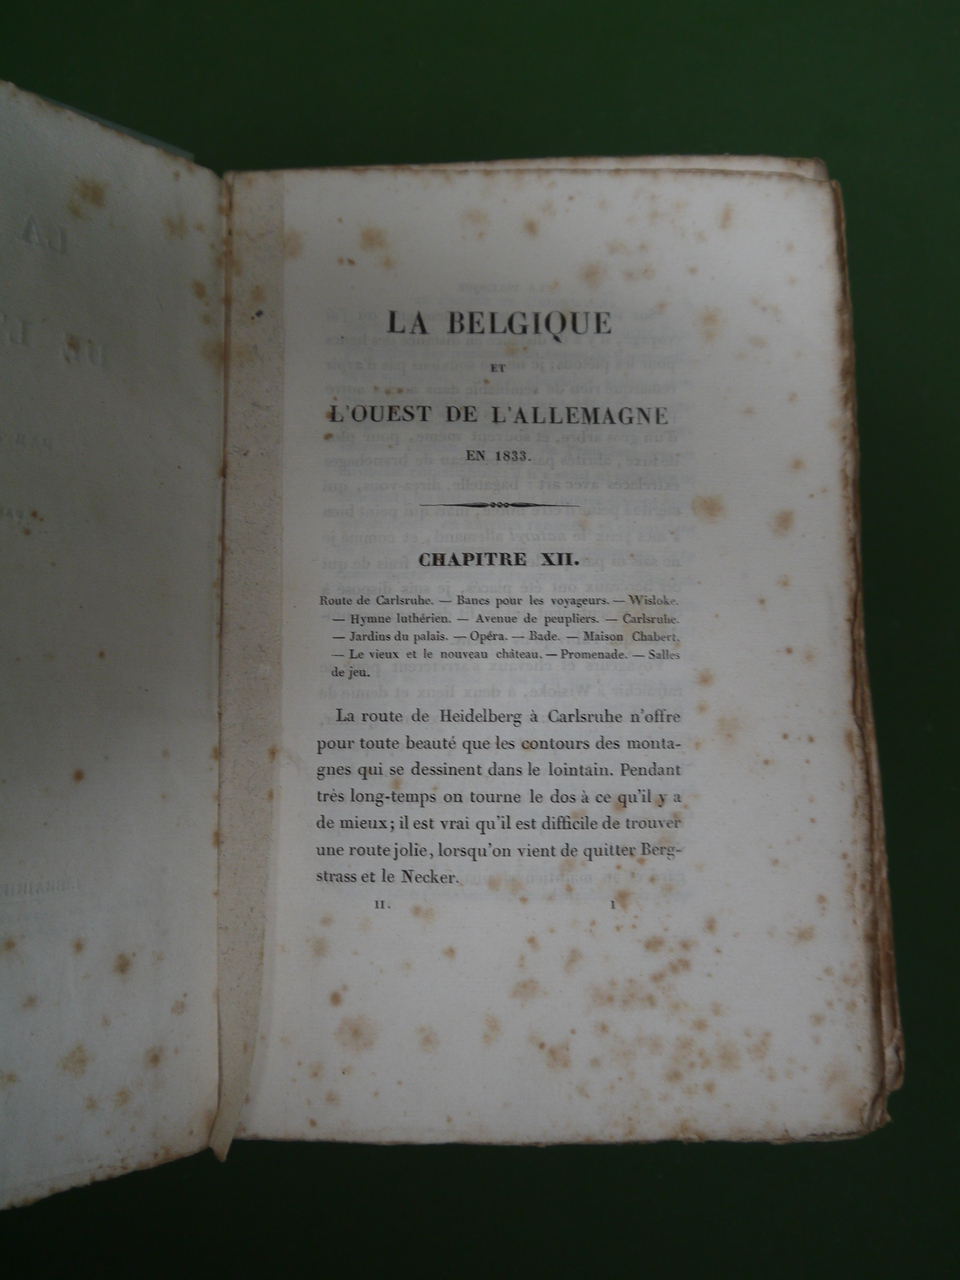 LA BELGIQUE
ET
L'OUEST DE L'ALLEMAGNE
EN 1833.
CHAPITRE XII.
Route de Carlsruhe. — Bancs pour les voyageurs. — Wisloke.
— Hymne luthérien. — Avenue de peupliers. — Carlsruhe.
— Jardins du palais. — Opéra. — Bade. — Maison Chabert.
— Le vieux et le nouveau château. — Promenade. — Salles
de jeu.
La route de Heidelberg à Carlsruhe n'offre
pour toute beauté que les contours des monta-
gnes qui se dessinent dans le lointain. Pendant
très long-temps on tourne le dos à ce qu'il y a
de mieux; il est vrai qu'il est difficile de trouver
une route jolie, lorsqu'on vient de quitter Berg-
strass et le Necker.
II. 1